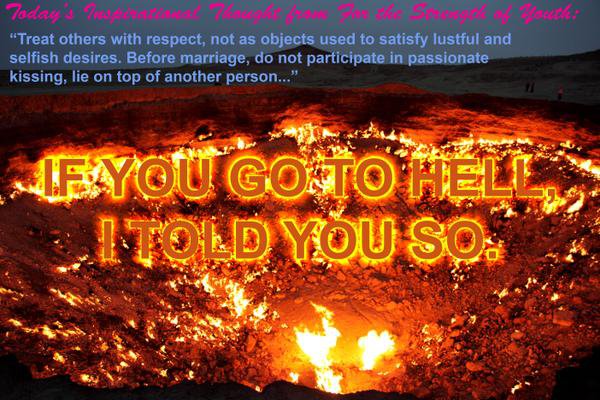 Today's Inspirational Thought from For the Strength of Youth:
“Treat others with respect, not as objects used to satisfy lustful and
selfish desires. Before marriage, do not participate in passionate
kissing, lie on top of another person...”
IF YOU GO TO HELL,
I TOLD YOU SO.